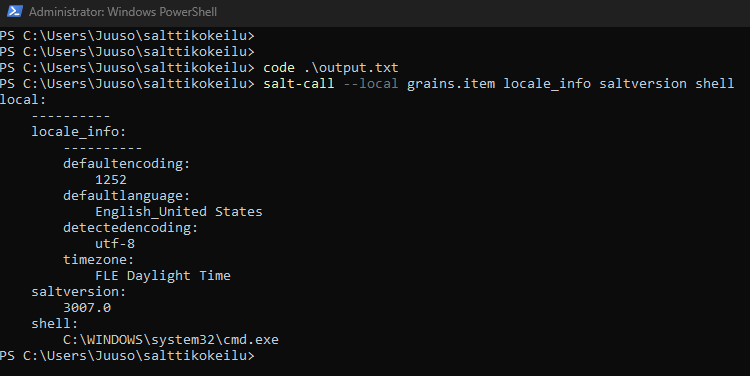 Administrator: Windows PowerShell
PS C:\Users\Juuso\salttikokeilu>
PS C:\Users\Juuso\salttikokeilu>
PS C:\Users\Juuso\salttikokeilu> code .\output.txt
PS C:\Users\Juuso\salttikokeilu> salt-call --local grains.item locale_info saltversion shell
local:
    ----------
    locale_info:
        ----------
        defaultencoding:
            1252
        defaultlanguage:
            English_United States
        detectedencoding:
            utf-8
        timezone:
            FLE Daylight Time
    saltversion:
        3007.0
    shell:
        C:\WINDOWS\system32\cmd.exe
PS C:\Users\Juuso\salttikokeilu>